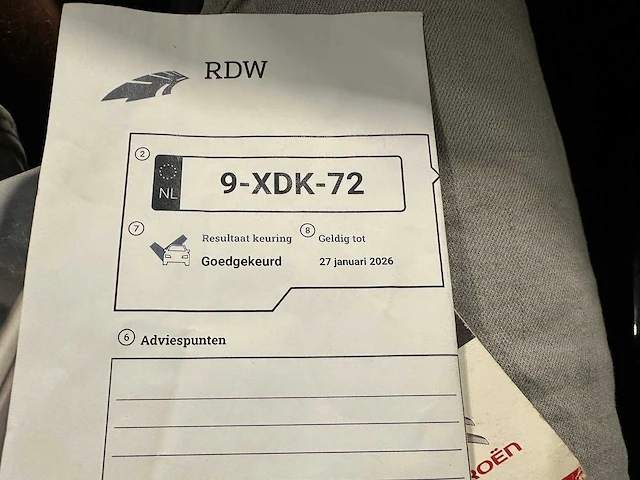 RDW
2
NL 9-XDK-72
7 Resultaat keuring 8 Geldig tot
Goedgekeurd 27 januari 2026
6 Adviespunten
ROËN